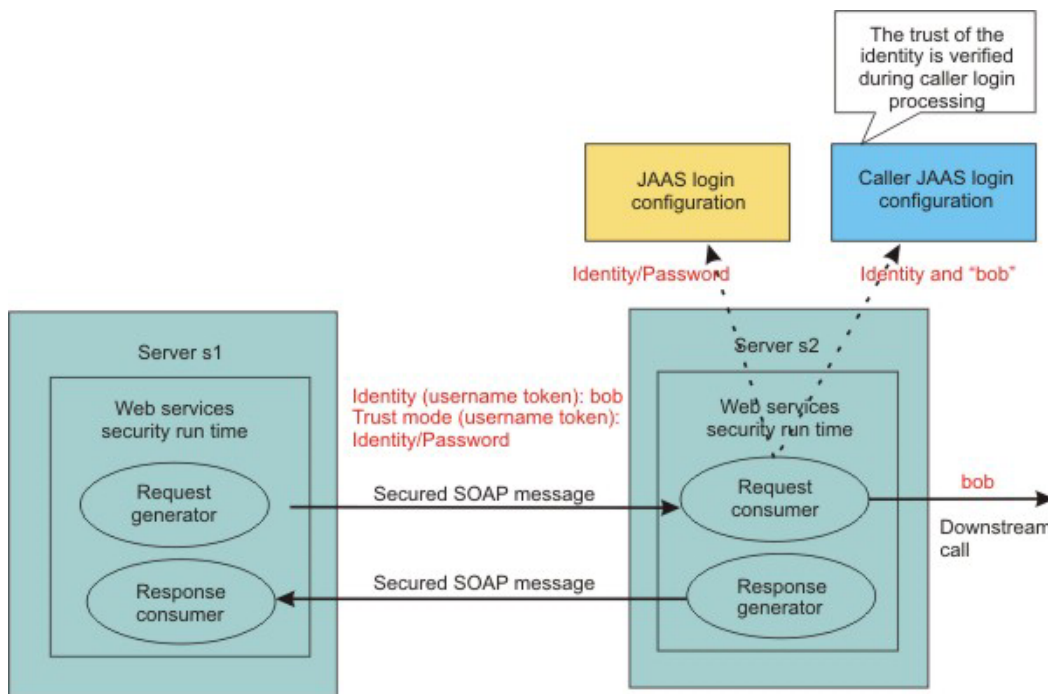 The trust of the
identity is verified
during caller login
processing
JAAS login
configuration
Caller JAAS login
configuration
Identity/Password
Identity and “bob”
Server s1
Web services
security run time
Request
generator
Response
consumer
Identity (username token): bob
Trust mode (username token):
Identity/Password
Secured SOAP message
Secured SOAP message
Server s2
Web services
security run time
Request
consumer
Response
generator
bob
Downstream
call